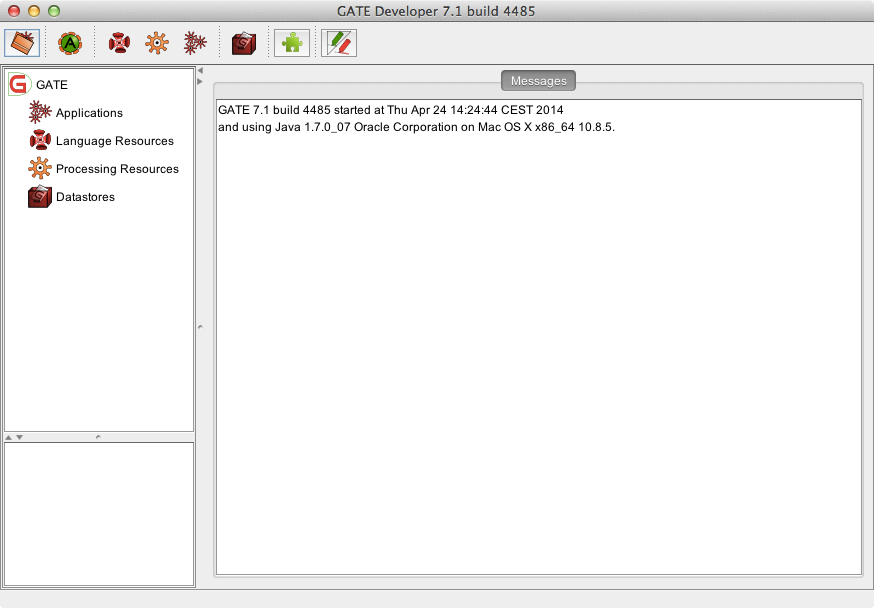 GATE Developer 7.1 build 4485
A
GATE
Applications
Language Resources
Processing Resources
Datastores
Messages
GATE 7.1 build 4485 started at Thu Apr 24 14:24:44 CEST 2014
and using Java 1.7.0_07 Oracle Corporation on Mac OS X x86_64 10.8.5.